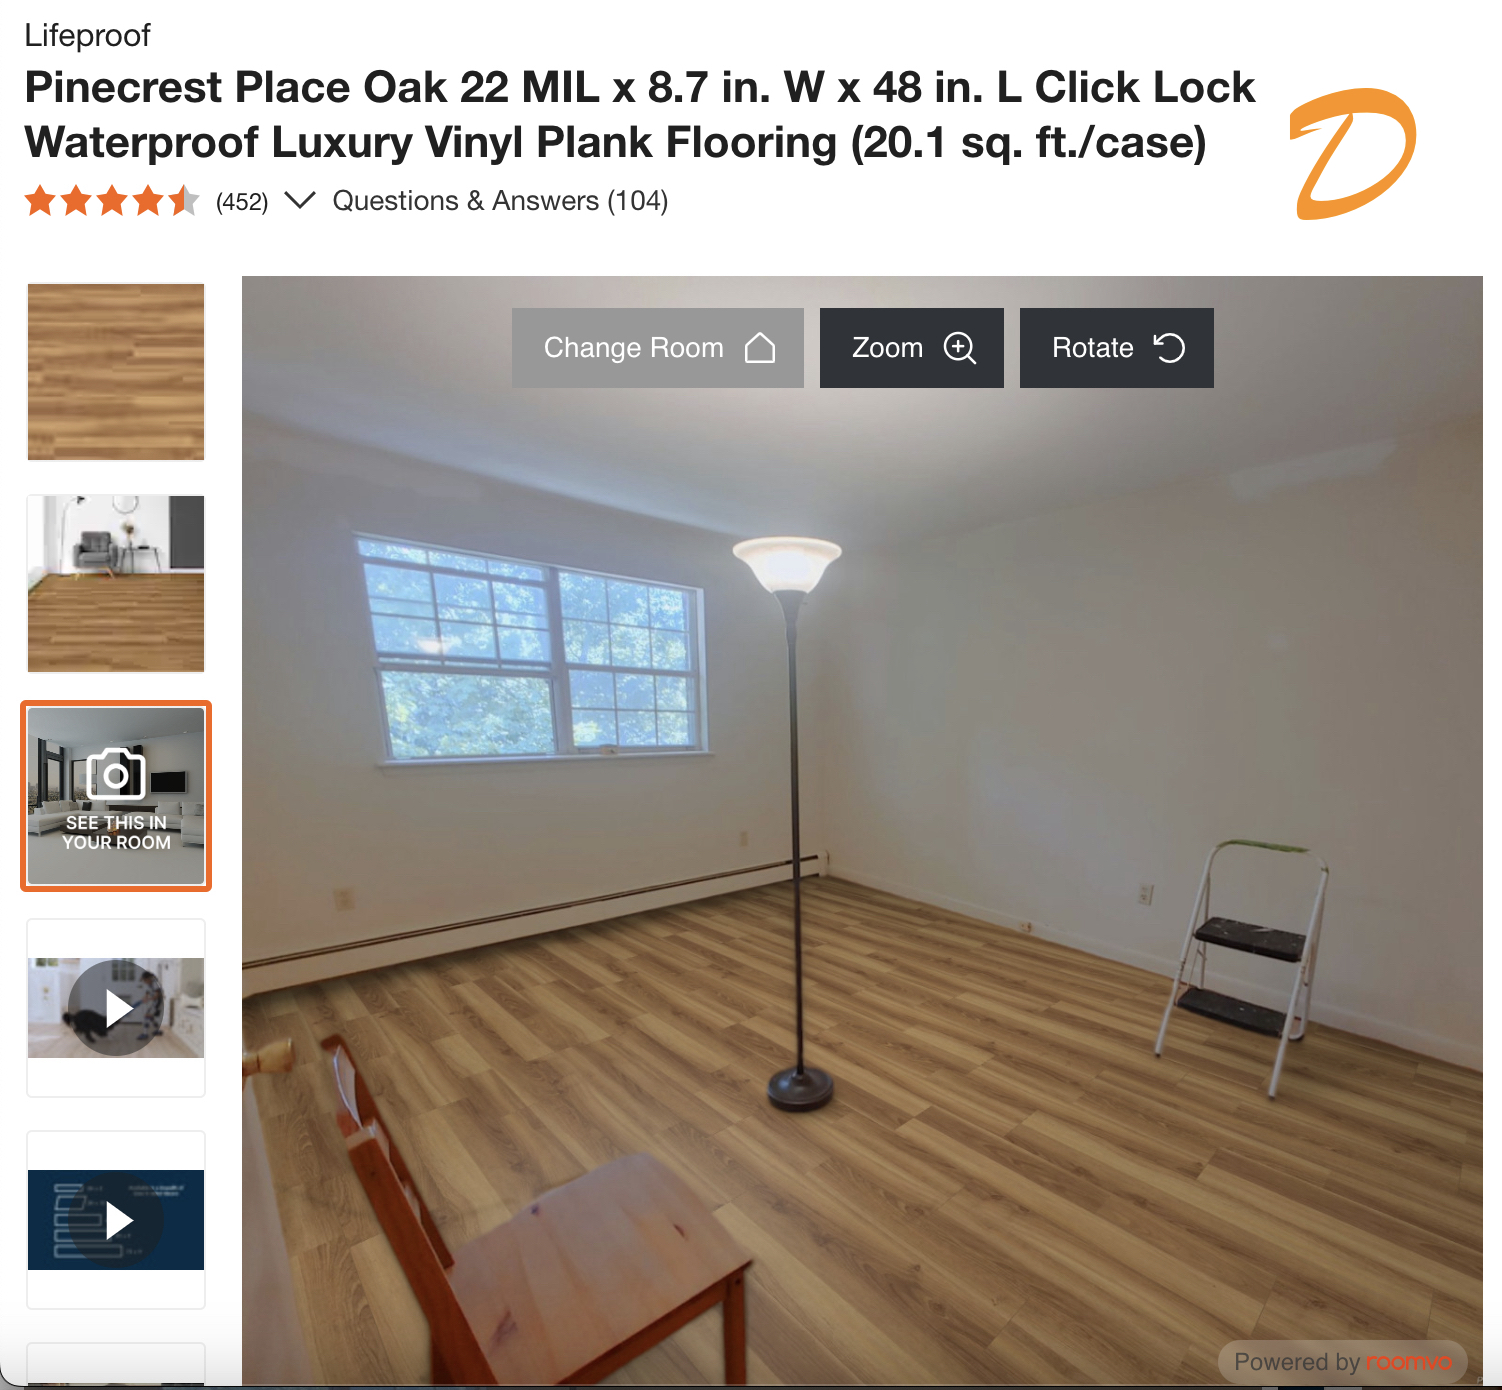 Lifeproof
Pinecrest Place Oak 22 MIL x 8.7 in. W x 48 in. L Click Lock
Waterproof Luxury Vinyl Plank Flooring (20.1 sq. ft./case)
D
(452) Questions & Answers (104)
Change Room
Zoom
Rotate
SEE THIS IN
YOUR ROOM
Powered by roomvo